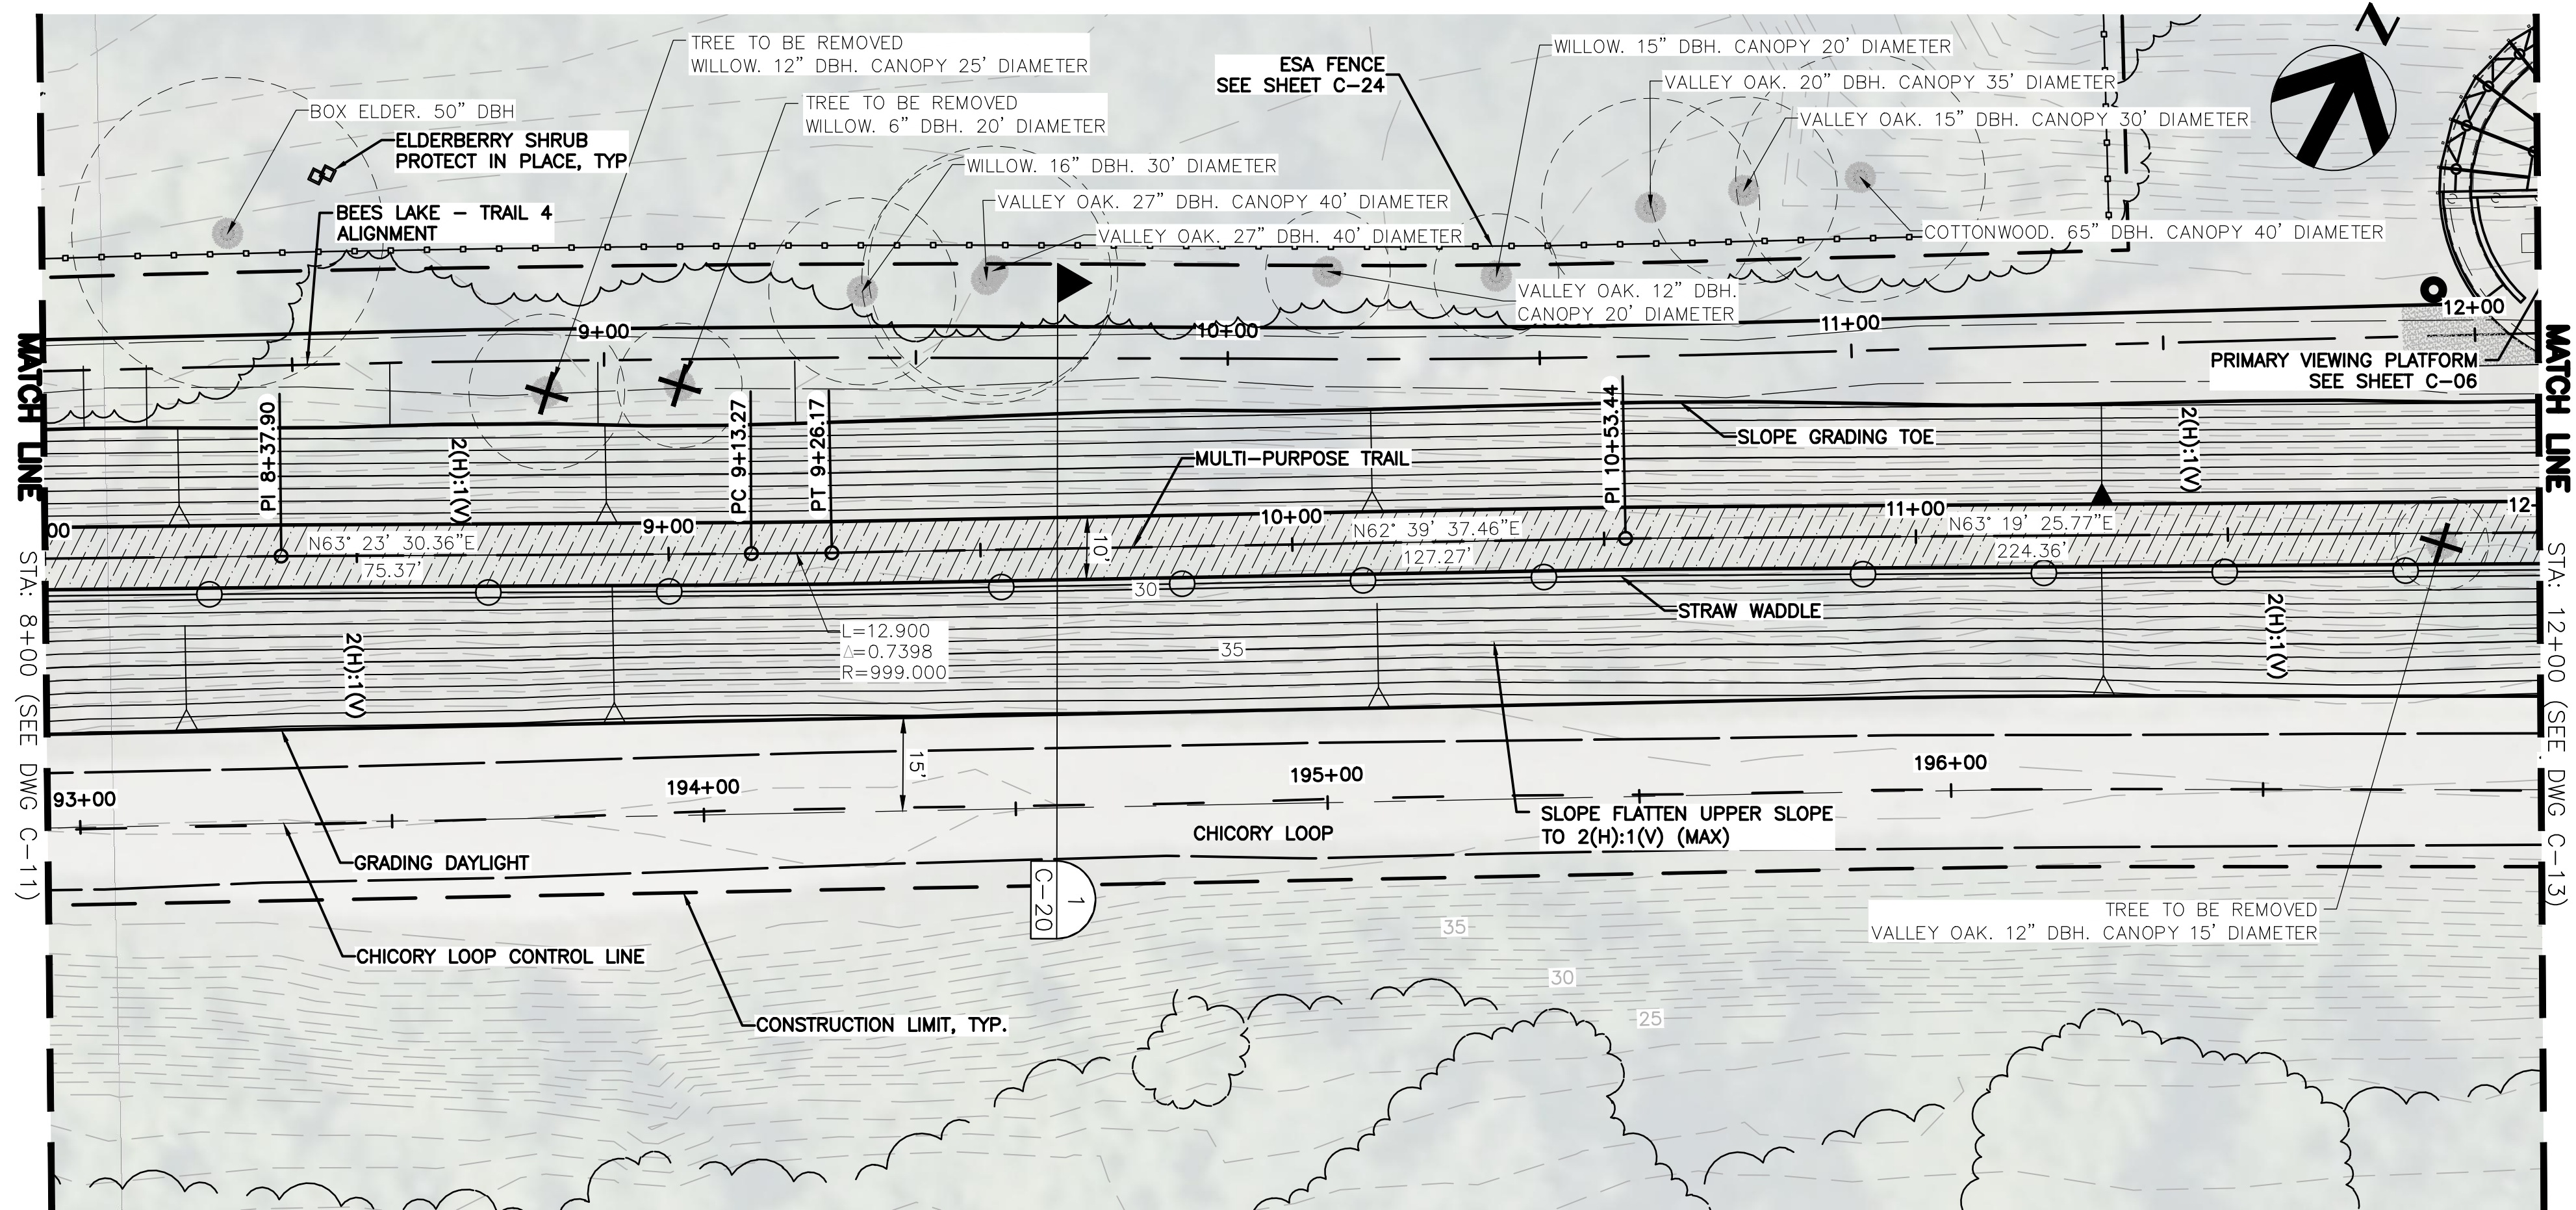 TREE TO BE REMOVED
WILLOW. 12" DBH. CANOPY 25' DIAMETER
TREE TO BE REMOVED
WILLOW. 6" DBH. 20' DIAMETER
BOX ELDER. 50" DBH
ELDERBERRY SHRUB
PROTECT IN PLACE, TYP
BEES LAKE – TRAIL 4
ALIGNMENT
WILLOW. 16" DBH. 30' DIAMETER
VALLEY OAK. 27" DBH. CANOPY 40' DIAMETER
VALLEY OAK. 27" DBH. 40' DIAMETER
ESA FENCE
SEE SHEET C–24
WILLOW. 15" DBH. CANOPY 20' DIAMETER
VALLEY OAK. 20" DBH. CANOPY 35' DIAMETER
VALLEY OAK. 15" DBH. CANOPY 30' DIAMETER
COTTONWOOD. 65" DBH. CANOPY 40' DIAMETER
VALLEY OAK. 12" DBH.
CANOPY 20' DIAMETER
N
9+00
10+00
11+00
12+00
PRIMARY VIEWING PLATFORM
SEE SHEET C–06
MATCH LINE
STA: 8+00 (SEE DWG C–11)
MATCH LINE
STA: 12+00 (SEE DWG C–13)
PI 8+37.90
2(H):1(V)
PC 9+13.27
PT 9+26.17
MULTI–PURPOSE TRAIL
PI 10+53.44
SLOPE GRADING TOE
2(H):1(V)
00
9+00
10+00
11+00
12-
N63° 23' 30.36"E
75.37'
10'
N62° 39' 37.46"E
127.27'
N63° 19' 25.77"E
224.36'
30
STRAW WADDLE
2(H):1(V)
L=12.900
Δ=0.7398
R=999.000
35
2(H):1(V)
15'
93+00
194+00
195+00
196+00
CHICORY LOOP
SLOPE FLATTEN UPPER SLOPE
TO 2(H):1(V) (MAX)
GRADING DAYLIGHT
1
C–20
CHICORY LOOP CONTROL LINE
CONSTRUCTION LIMIT, TYP.
TREE TO BE REMOVED
VALLEY OAK. 12" DBH. CANOPY 15' DIAMETER
35
30
25